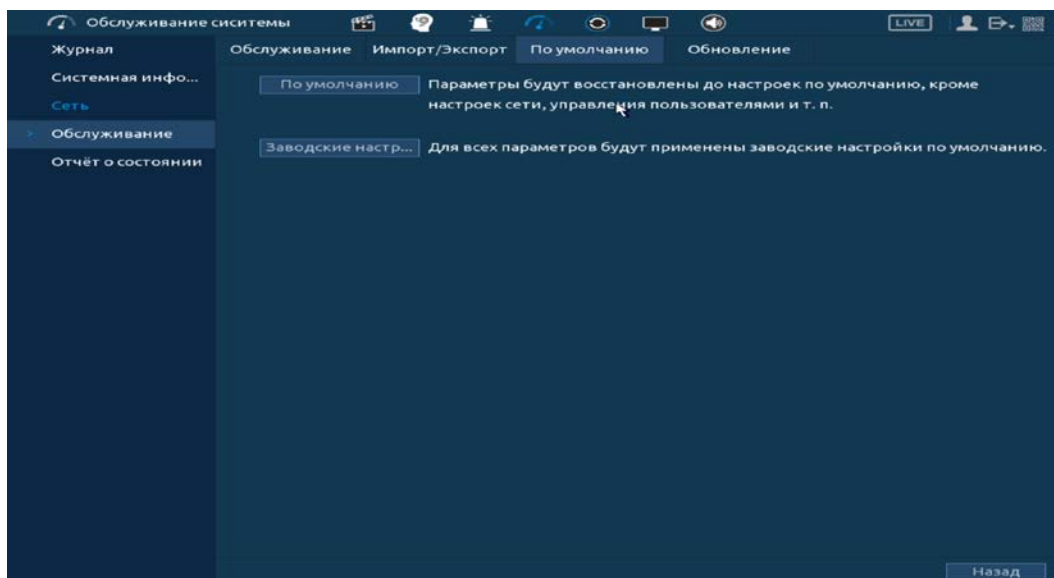 Обслуживание сиситемы
LIVE
Журнал
Системная инфо...
Сеть
Обслуживание
Отчёт о состоянии
Обслуживание Импорт/Экспорт По умолчанию Обновление
По умолчанию
Параметры будут восстановлены до настроек по умолчанию, кроме
настроек сети, управления пользователями и т. п.
Заводские настр...
Для всех параметров будут применены заводские настройки по умолчанию.
Назад